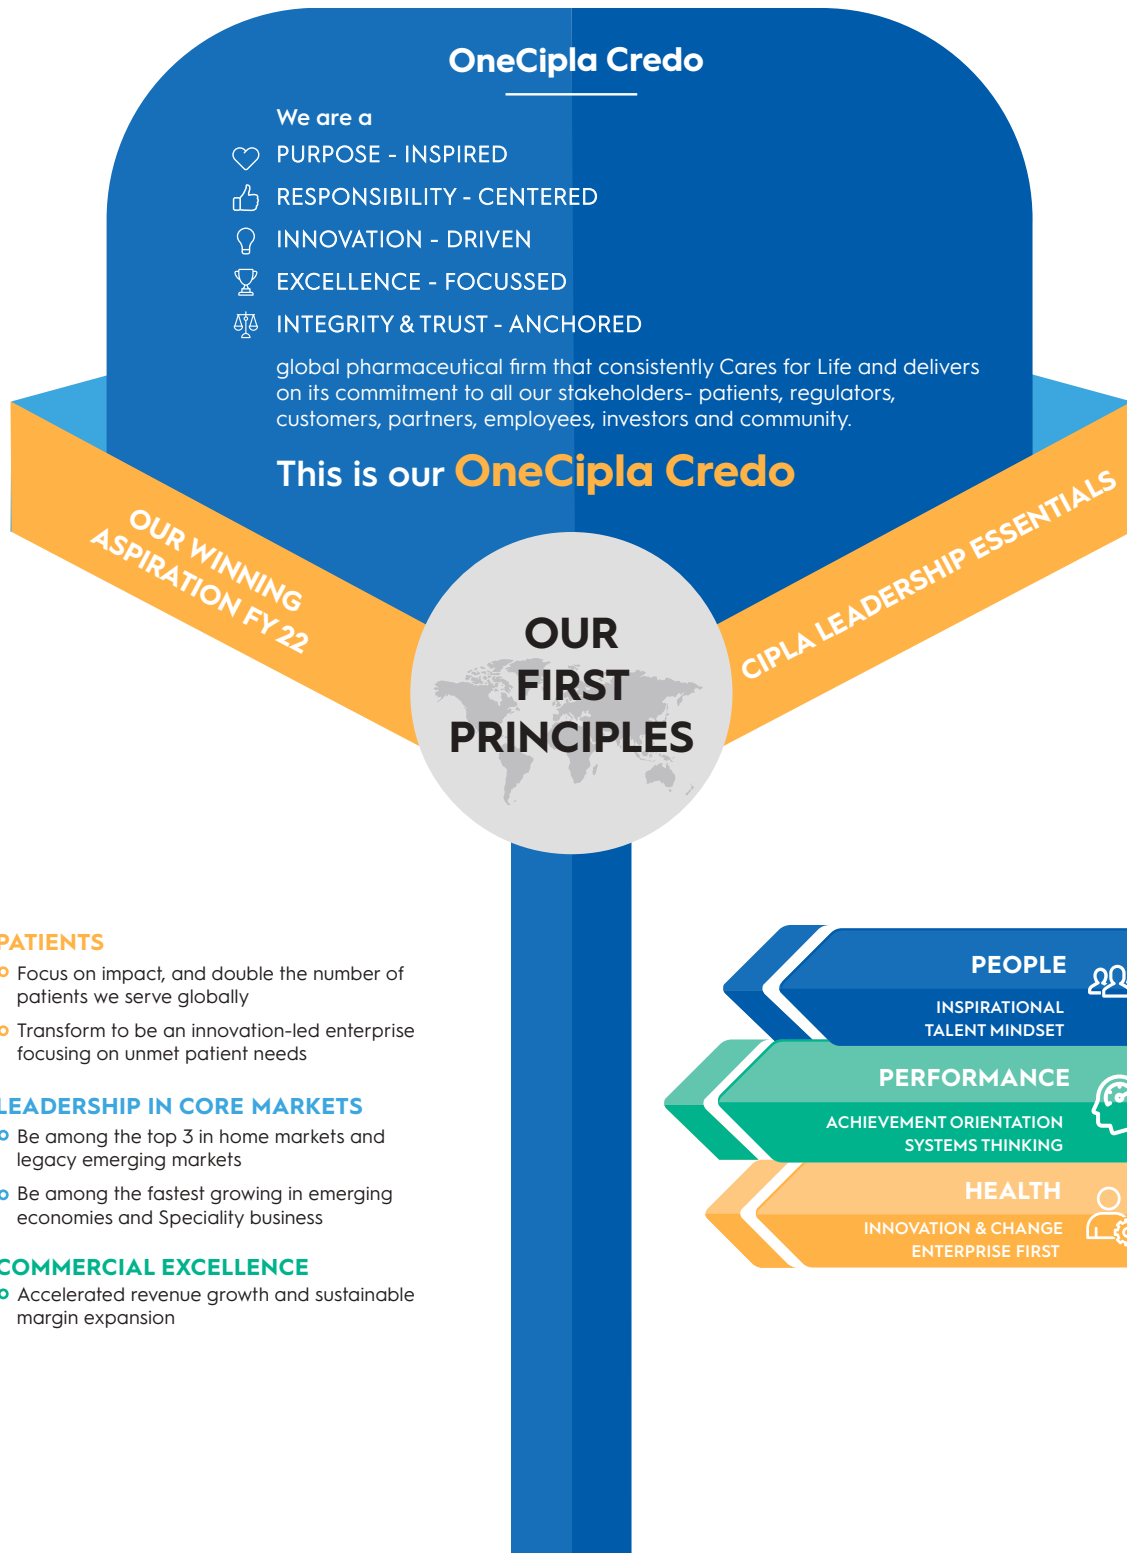 OneCipla Credo
We are a
PURPOSE - INSPIRED
RESPONSIBILITY - CENTERED
INNOVATION - DRIVEN
EXCELLENCE - FOCUSSED
INTEGRITY & TRUST - ANCHORED
global pharmaceutical firm that consistently Cares for Life and delivers
on its commitment to all our stakeholders- patients, regulators,
customers, partners, employees, investors and community.
This is our OneCipla Credo
OUR WINNING
ASPIRATION FY 22
CIPLA LEADERSHIP ESSENTIALS
OUR
FIRST
PRINCIPLES
PATIENTS
Focus on impact, and double the number of
patients we serve globally
Transform to be an innovation-led enterprise
focusing on unmet patient needs
LEADERSHIP IN CORE MARKETS
Be among the top 3 in home markets and
legacy emerging markets
Be among the fastest growing in emerging
economies and Speciality business
COMMERCIAL EXCELLENCE
Accelerated revenue growth and sustainable
margin expansion
PEOPLE
INSPIRATIONAL
TALENT MINDSET
PERFORMANCE
ACHIEVEMENT ORIENTATION
SYSTEMS THINKING
HEALTH
INNOVATION & CHANGE
ENTERPRISE FIRST